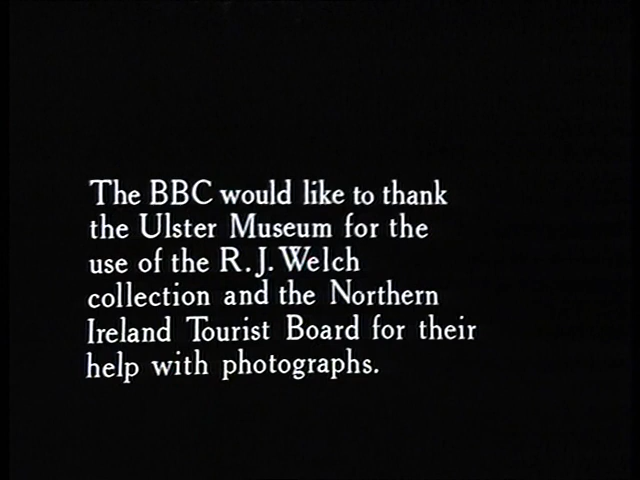 The BBC would like to thank
the Ulster Museum for the
use of the R.J. Welch
collection and the Northern
Ireland Tourist Board for their
help with photographs.